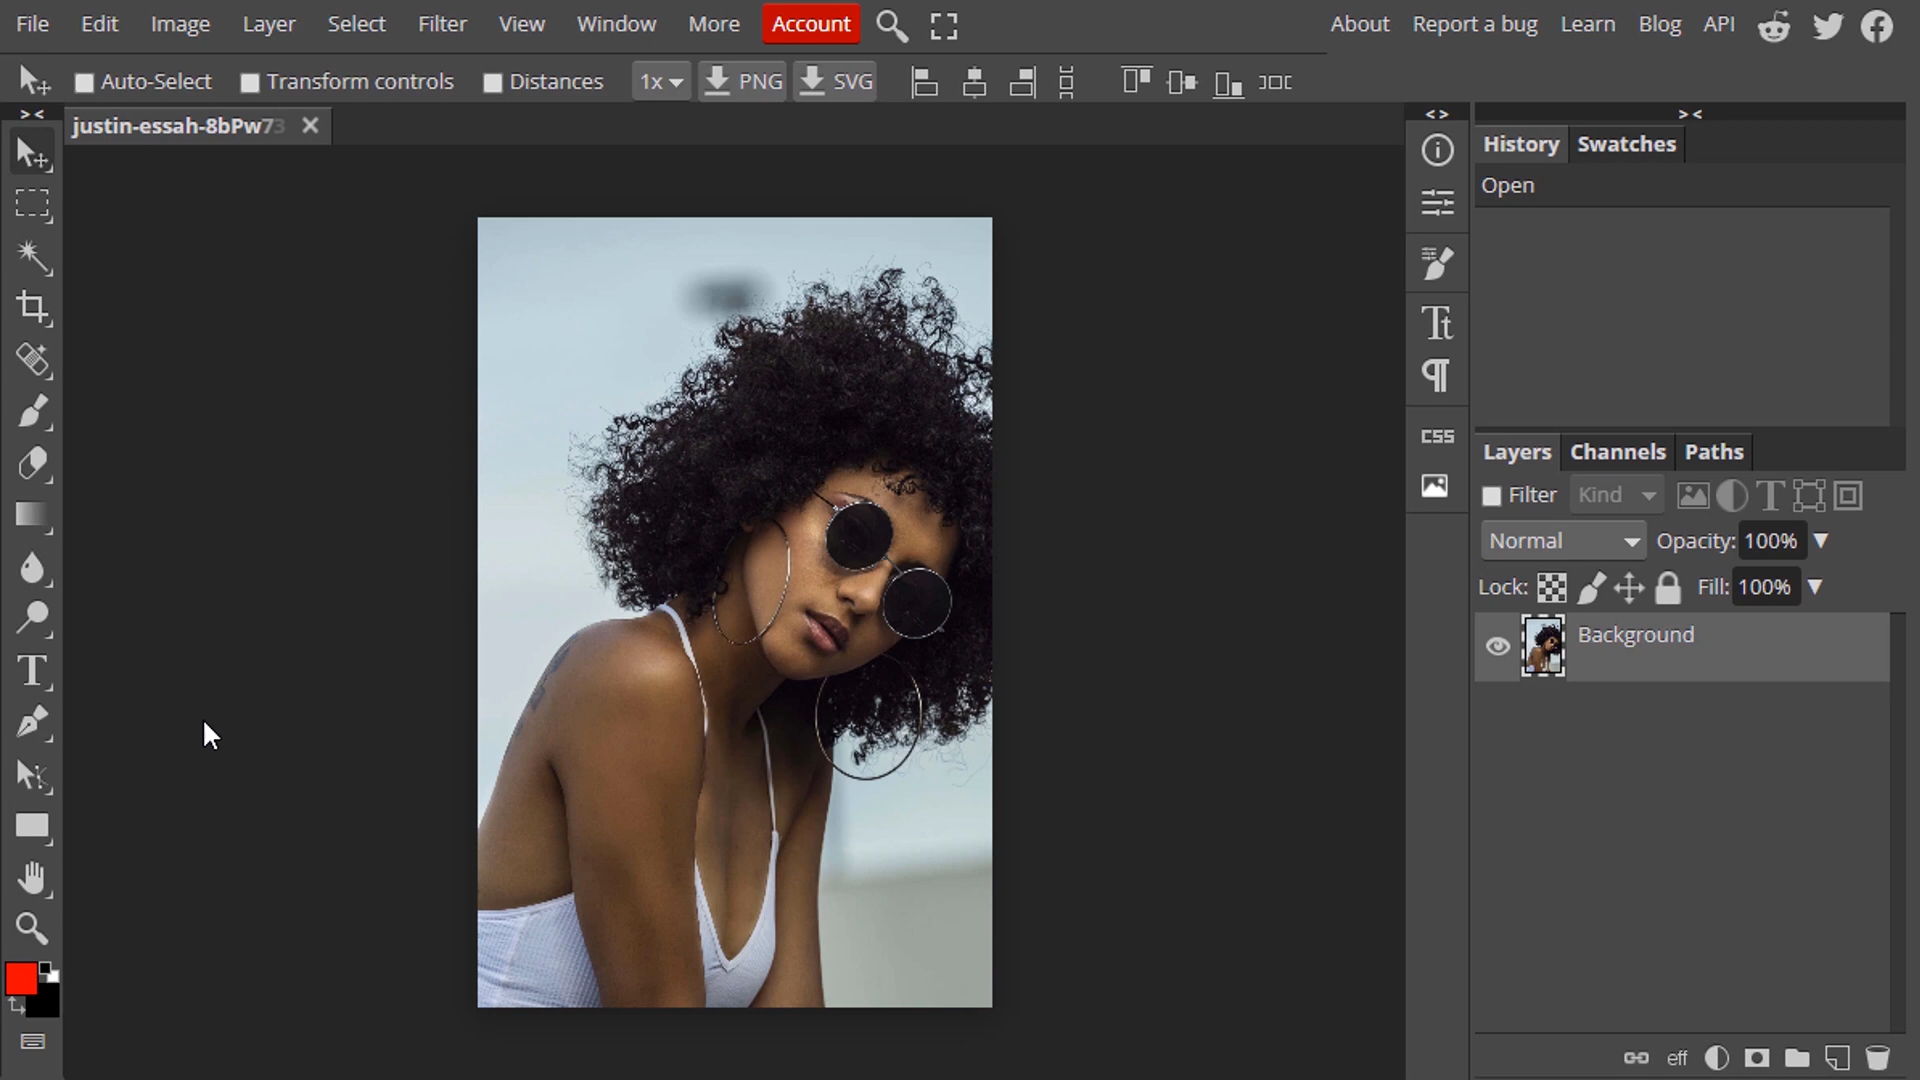 File Edit Image Layer Select Filter View Window More Account About Report a bug Learn Blog API
Auto-Select Transform controls Distances 1x PNG SVG
> <
justin-essah-8bPw73
< >
> <
History Swatches
Open
Tt
¶
CSS
Layers Channels Paths
Filter Kind
Normal Opacity: 100%
Lock: Fill: 100%
Background
eff